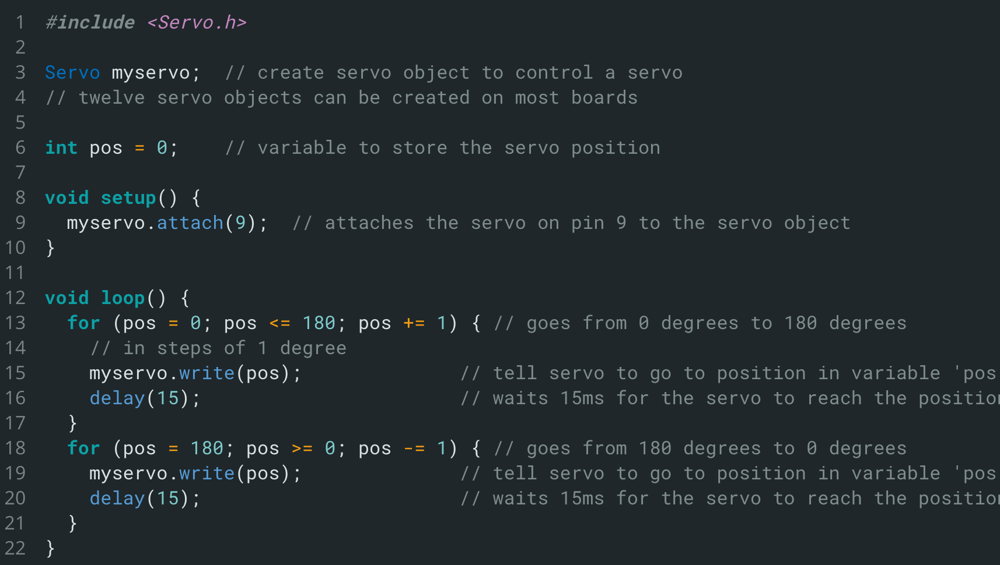 1 #include <Servo.h>
2
3 Servo myservo;  // create servo object to control a servo
4 // twelve servo objects can be created on most boards
5
6 int pos = 0;    // variable to store the servo position
7
8 void setup() {
9   myservo.attach(9);  // attaches the servo on pin 9 to the servo object
10 }
11
12 void loop() {
13   for (pos = 0; pos <= 180; pos += 1) { // goes from 0 degrees to 180 degrees
14     // in steps of 1 degree
15     myservo.write(pos);              // tell servo to go to position in variable 'pos
16     delay(15);                       // waits 15ms for the servo to reach the position
17   }
18   for (pos = 180; pos >= 0; pos -= 1) { // goes from 180 degrees to 0 degrees
19     myservo.write(pos);              // tell servo to go to position in variable 'pos
20     delay(15);                       // waits 15ms for the servo to reach the position
21   }
22 }